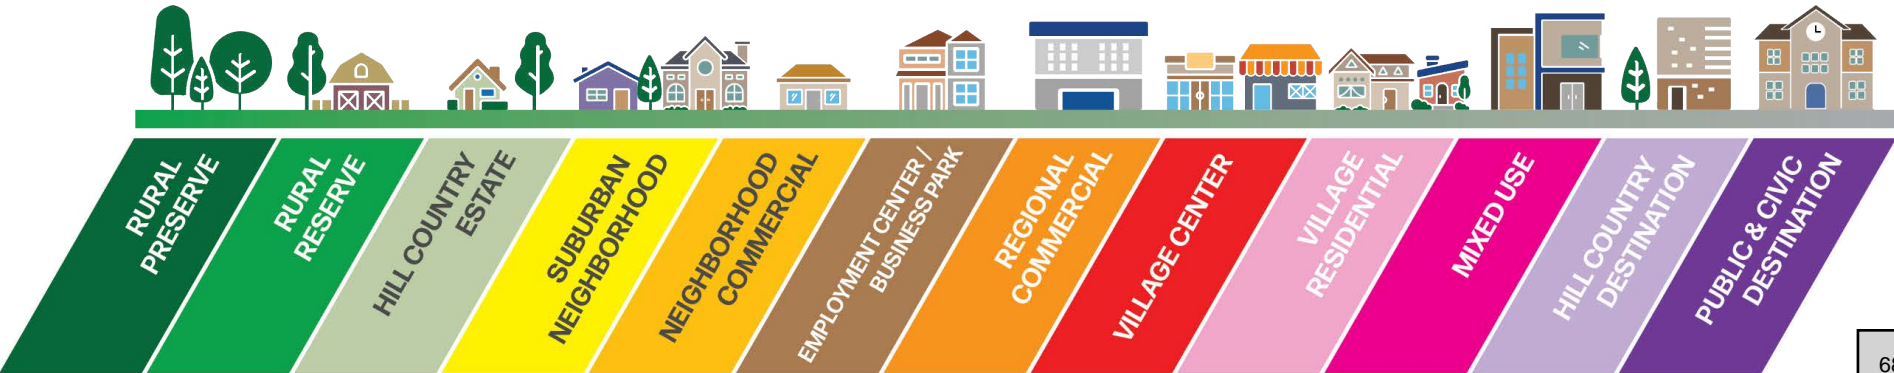 RURAL
PRESERVE
RURAL
RESERVE
HILL COUNTRY
ESTATE
SUBURBAN
NEIGHBORHOOD
NEIGHBORHOOD
COMMERCIAL
EMPLOYMENT CENTER /
BUSINESS PARK
REGIONAL
COMMERCIAL
VILLAGE CENTER
VILLAGE
RESIDENTIAL
MIXED USE
HILL COUNTRY
DESTINATION
PUBLIC & CIVIC
DESTINATION